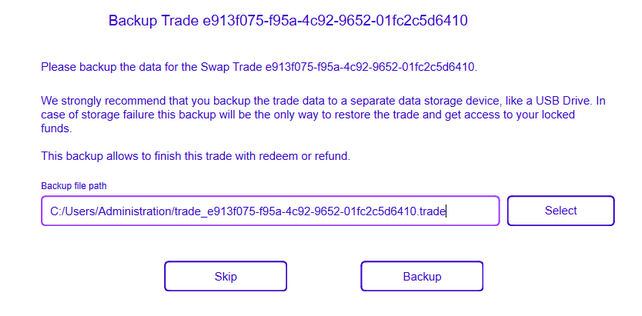 Backup Trade e913f075-f95a-4c92-9652-01fc2c5d6410
Please backup the data for the Swap Trade e913f075-f95a-4c92-9652-01fc2c5d6410.
We strongly recommend that you backup the trade data to a separate data storage device, like a USB Drive. In
case of storage failure this backup will be the only way to restore the trade and get access to your locked
funds.
This backup allows to finish this trade with redeem or refund.
Backup file path
C:/Users/Administration/trade_e913f075-f95a-4c92-9652-01fc2c5d6410.trade
Select
Skip
Backup